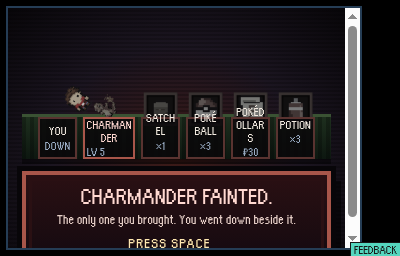 YOU
DOWN
CHARMAN
DER
LV 5
SATCH
EL
×1
POKÉ
BALL
×3
POKÉD
OLLAR
S
₽30
POTION
×3
CHARMANDER FAINTED.
The only one you brought. You went down beside it.
PRESS SPACE
FEEDBACK